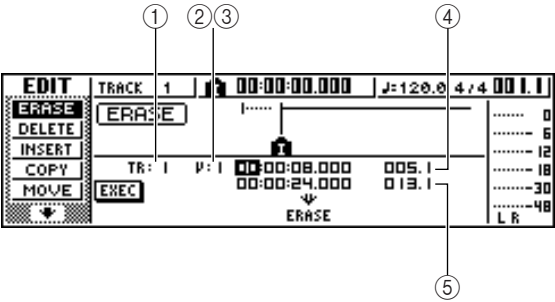 ① ② ③ ④
EDIT TRACK 1 00:00:00.000 ♩=120.0 4/4 001.1
ERASE ERASE 0
DELETE 6
INSERT I 12
COPY TR:1 V:1 00:00:08.000 005.1 18
MOVE EXEC 00:00:24.000 013.1 30
ERASE 48
L R
⑤